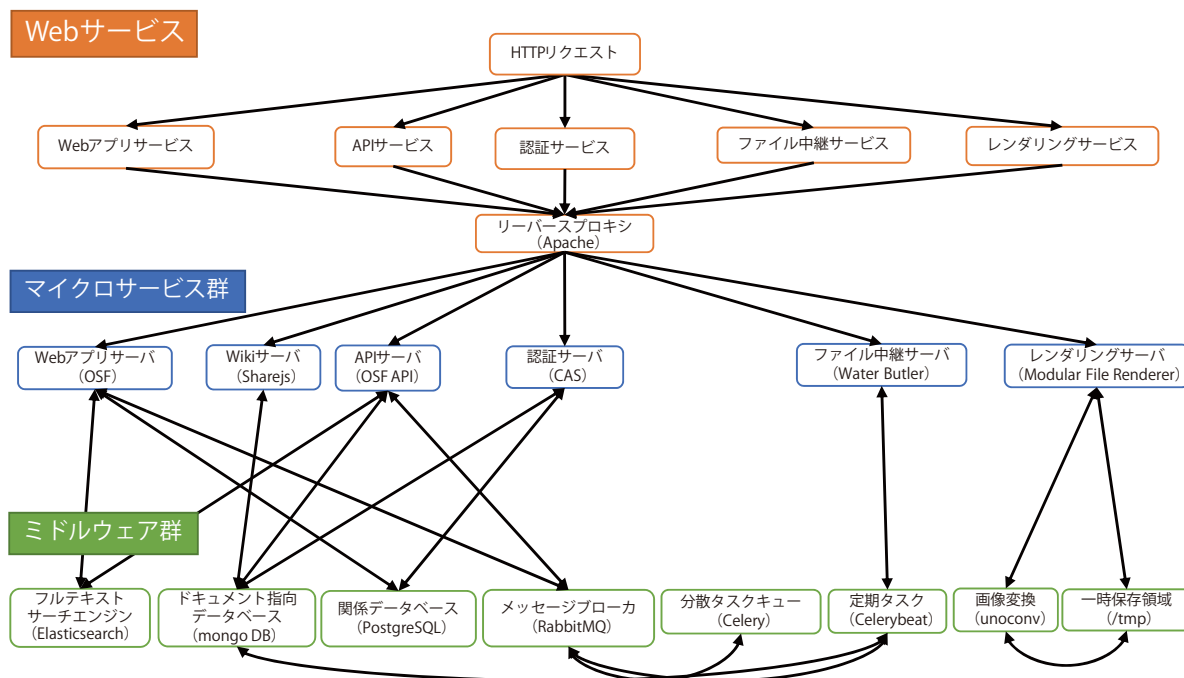 Webサービス
HTTPリクエスト
Webアプリサービス
APIサービス
認証サービス
ファイル中継サービス
レンダリングサービス
リーバースプロキシ
（Apache）
マイクロサービス群
Webアプリサーバ
（OSF）
Wikiサーバ
（Sharejs）
APIサーバ
（OSF API）
認証サーバ
（CAS）
ファイル中継サーバ
（Water Butler）
レンダリングサーバ
（Modular File Renderer）
ミドルウェア群
フルテキスト
サーチエンジン
（Elasticsearch）
ドキュメント指向
データベース
（mongo DB）
関係データベース
（PostgreSQL）
メッセージブローカ
（RabbitMQ）
分散タスクキュー
（Celery）
定期タスク
（Celerybeat）
画像変換
（unoconv）
一時保存領域
（/tmp）